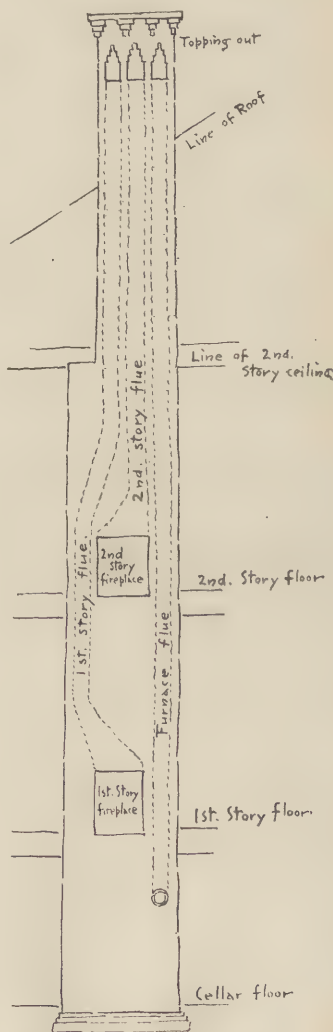 Topping out
Line of Roof
Line of 2nd.
Story ceiling
2nd. story flue
2nd
Story
fireplace
1st. story flue.
2nd. Story floor
Furnace flue
1st. Story
fireplace
1st. Story floor
Cellar floor